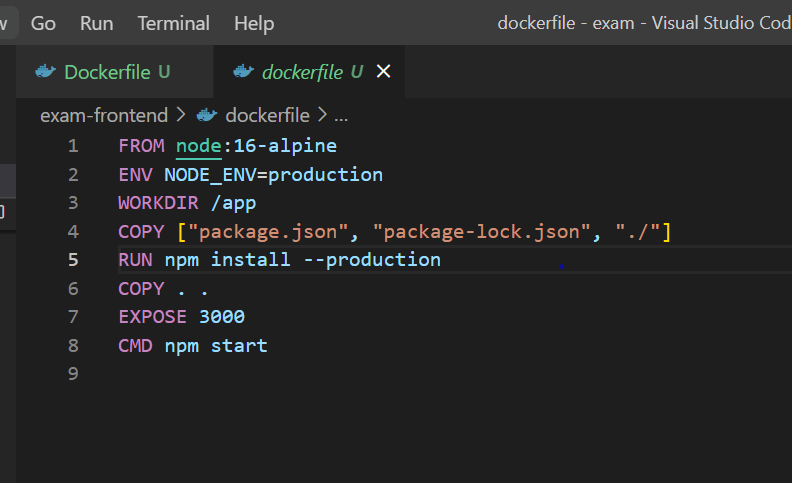 w Go Run Terminal Help dockerfile - exam - Visual Studio Cod
Dockerfile U dockerfile U
exam-frontend > dockerfile > ...
1 FROM node:16-alpine
2 ENV NODE_ENV=production
3 WORKDIR /app
4 COPY ["package.json", "package-lock.json", "./"]
5 RUN npm install --production
6 COPY . .
7 EXPOSE 3000
8 CMD npm start
9